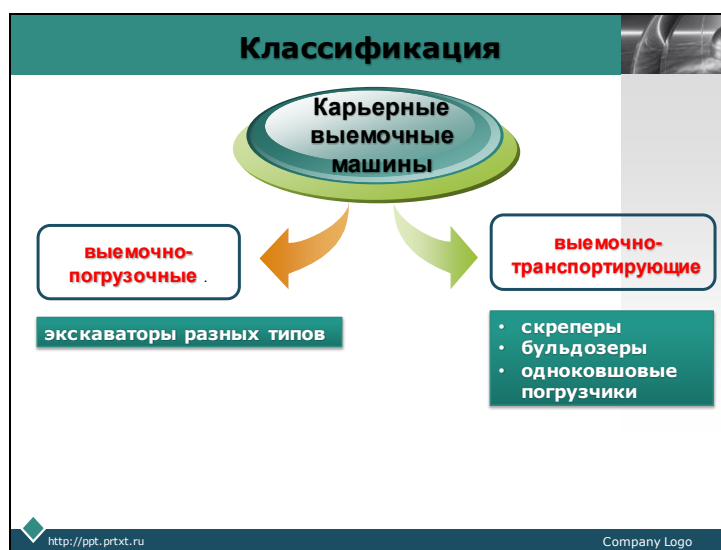 Классификация
Карьерные
выемочные
машины
выемочно-
погрузочные .
выемочно-
транспортирующие
экскаваторы разных типов
• скреперы
• бульдозеры
• одноковшовые
погрузчики
http://ppt.prtxt.ru
Company Logo